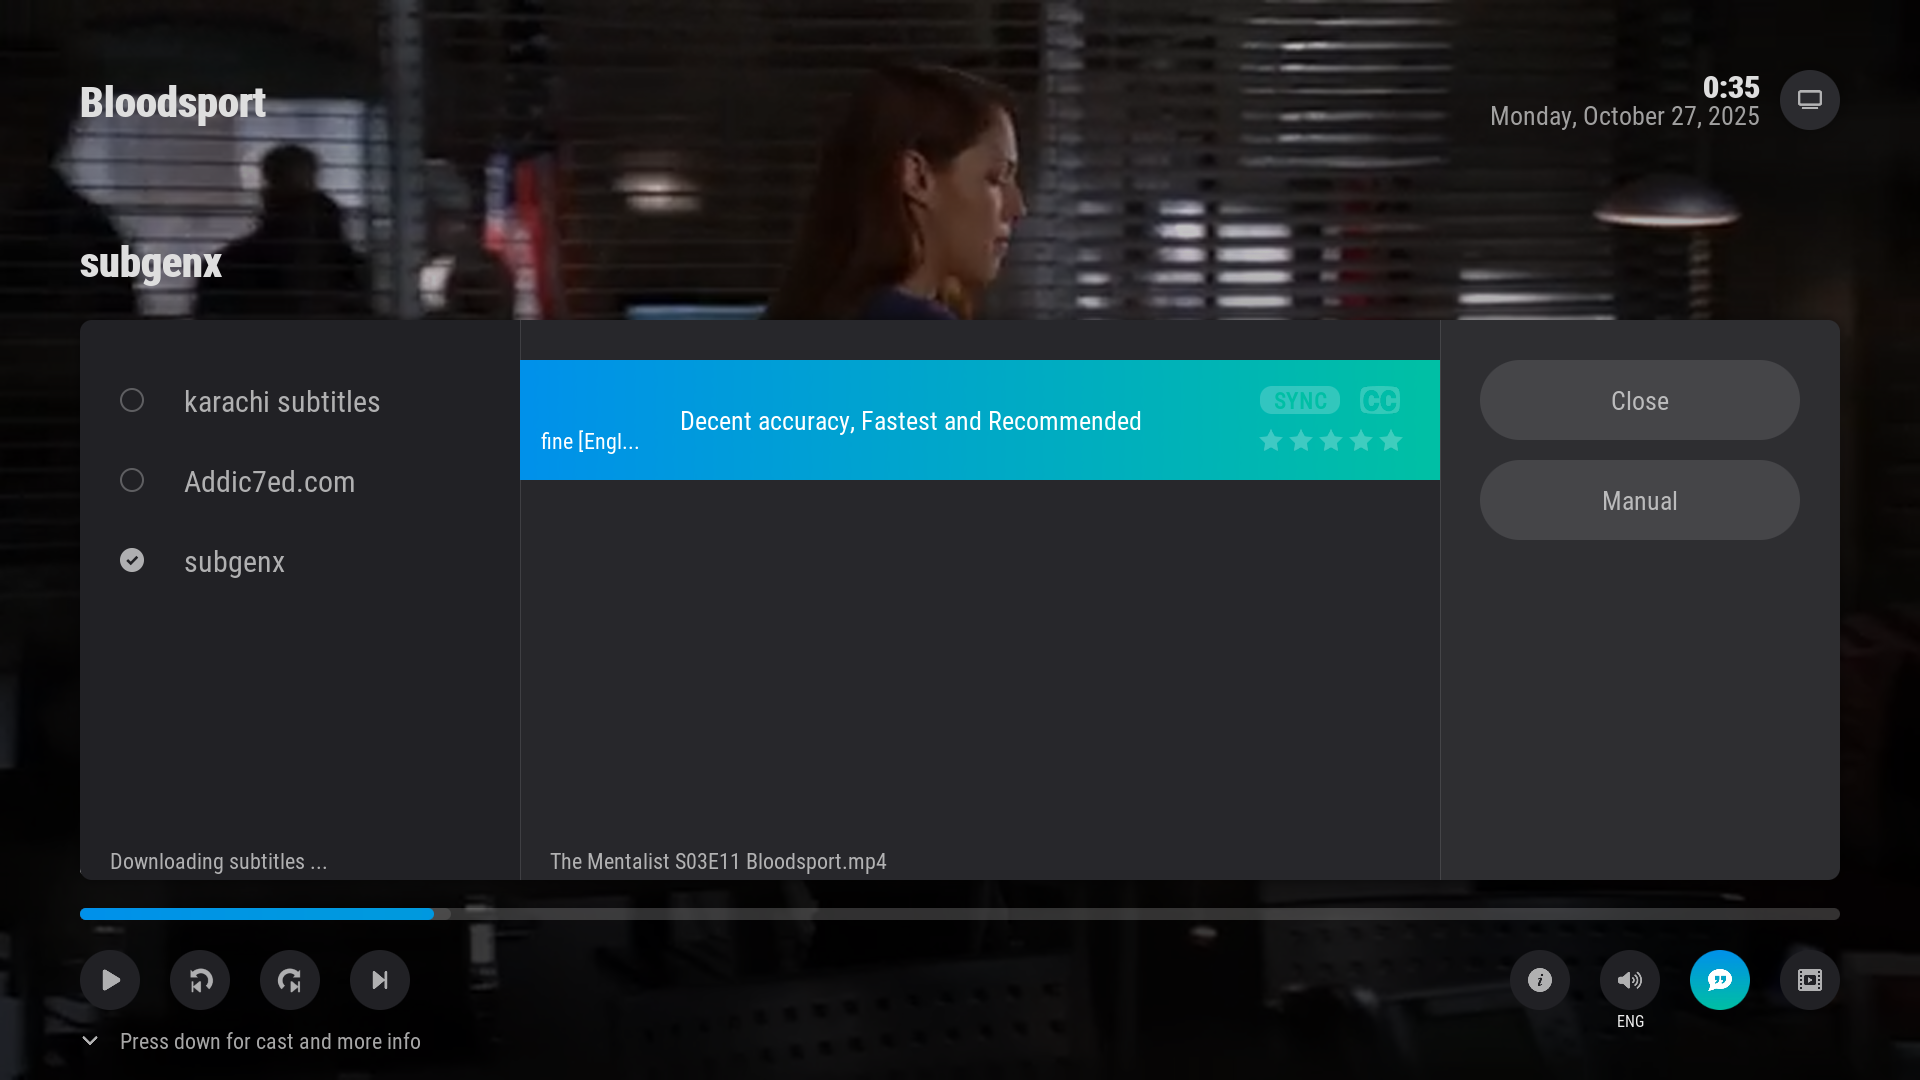 Bloodsport
0:35
Monday, October 27, 2025
subgenx
karachi subtitles
Addic7ed.com
subgenx
fine [Engl...
Decent accuracy, Fastest and Recommended
SYNC CC
Close
Manual
Downloading subtitles ...
The Mentalist S03E11 Bloodsport.mp4
ENG
Press down for cast and more info